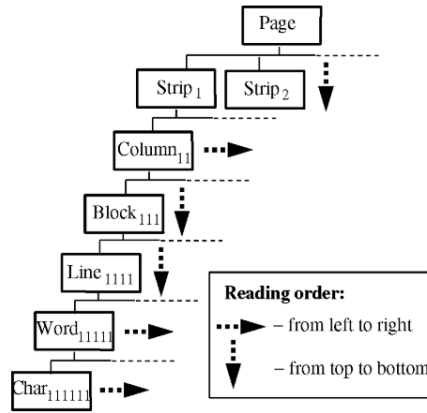 Page
Strip₁ Strip₂
Column₁₁
Block₁₁₁
Line₁₁₁₁
Word₁₁₁₁₁
Char₁₁₁₁₁₁
Reading order:
– from left to right
– from top to bottom